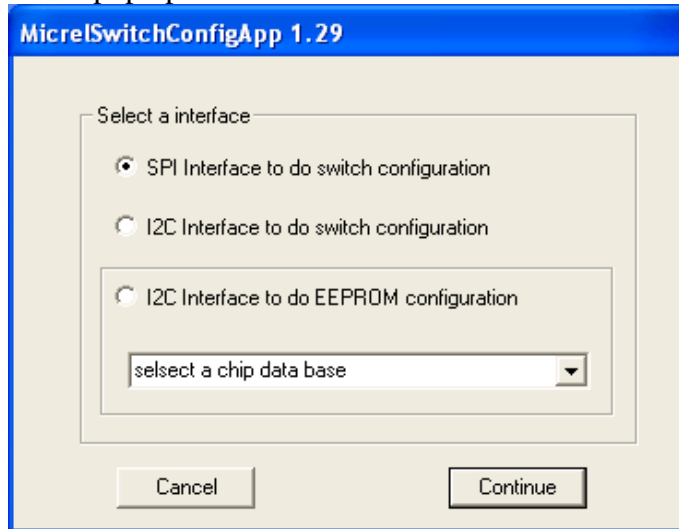 MicrelSwitchConfigApp 1.29
Select a interface
SPI Interface to do switch configuration
I2C Interface to do switch configuration
I2C Interface to do EEPROM configuration
selsect a chip data base
Cancel
Continue